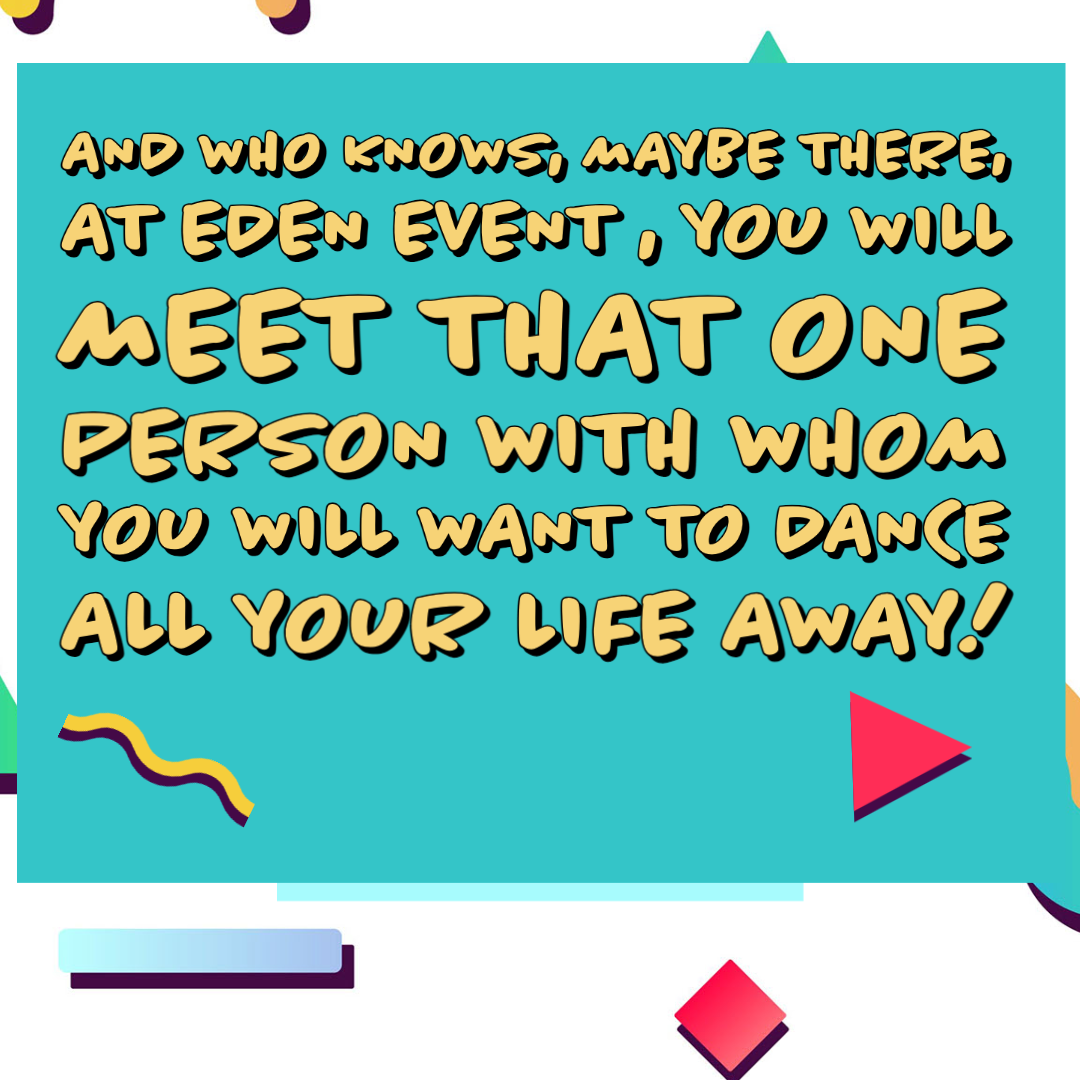 AND WHO KNOWS, MAYBE THERE,
AT EDEN EVENT , YOU WILL
MEET THAT ONE
PERSON WITH WHOM
YOU WILL WANT TO DANCE
ALL YOUR LIFE AWAY!